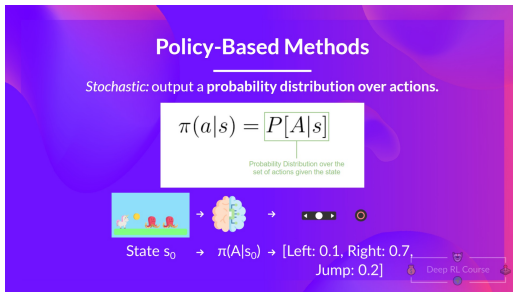 Policy-Based Methods
Stochastic: output a probability distribution over actions.
π(a|s) = P[A|s]
Probability Distribution over the
set of actions given the state
State s₀ → π(A|s₀) → [Left: 0.1, Right: 0.7,
Jump: 0.2]
Deep RL Course